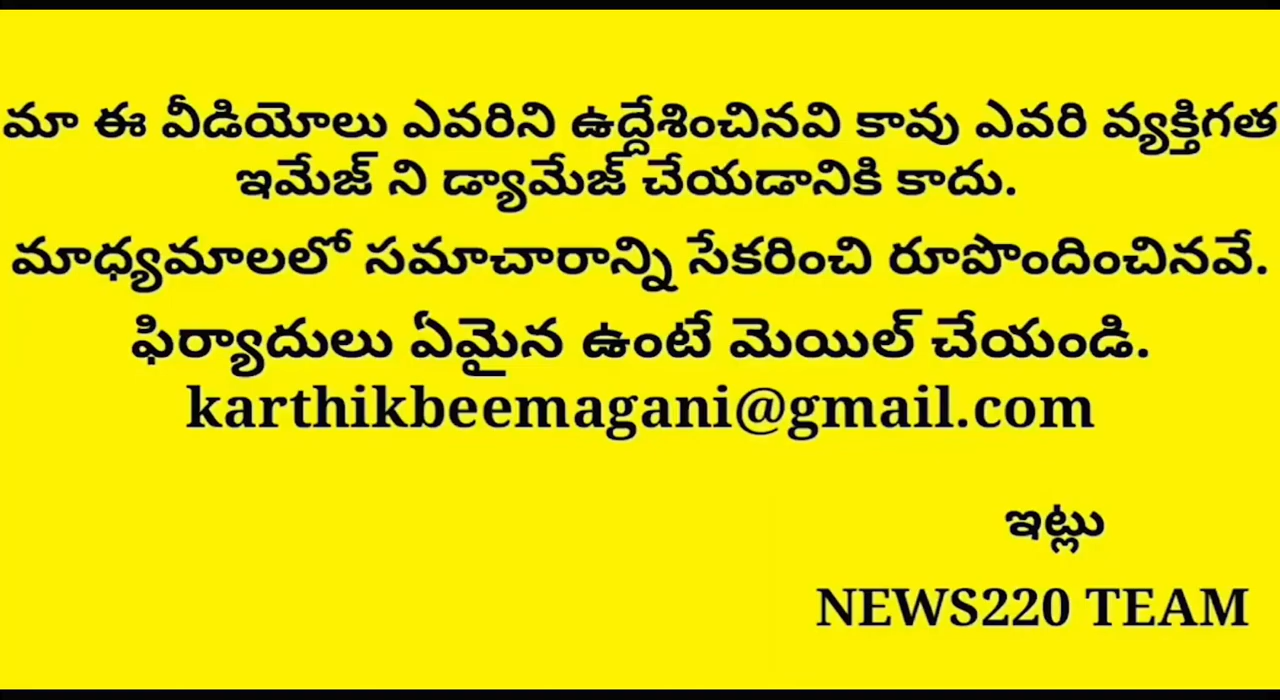 మా ఈ వీడియోలు ఎవరిని ఉద్దేశించినవి కావు ఎవరి వ్యక్తిగత
ఇమేజ్ ని డ్యామేజ్ చేయడానికి కాదు.
మాధ్యమాలలో సమాచారాన్ని సేకరించి రూపొందించినవే.
ఫిర్యాదులు ఏమైన ఉంటే మెయిల్ చేయండి.
karthikbeemagani@gmail.com
ఇట్లు
NEWS220 TEAM